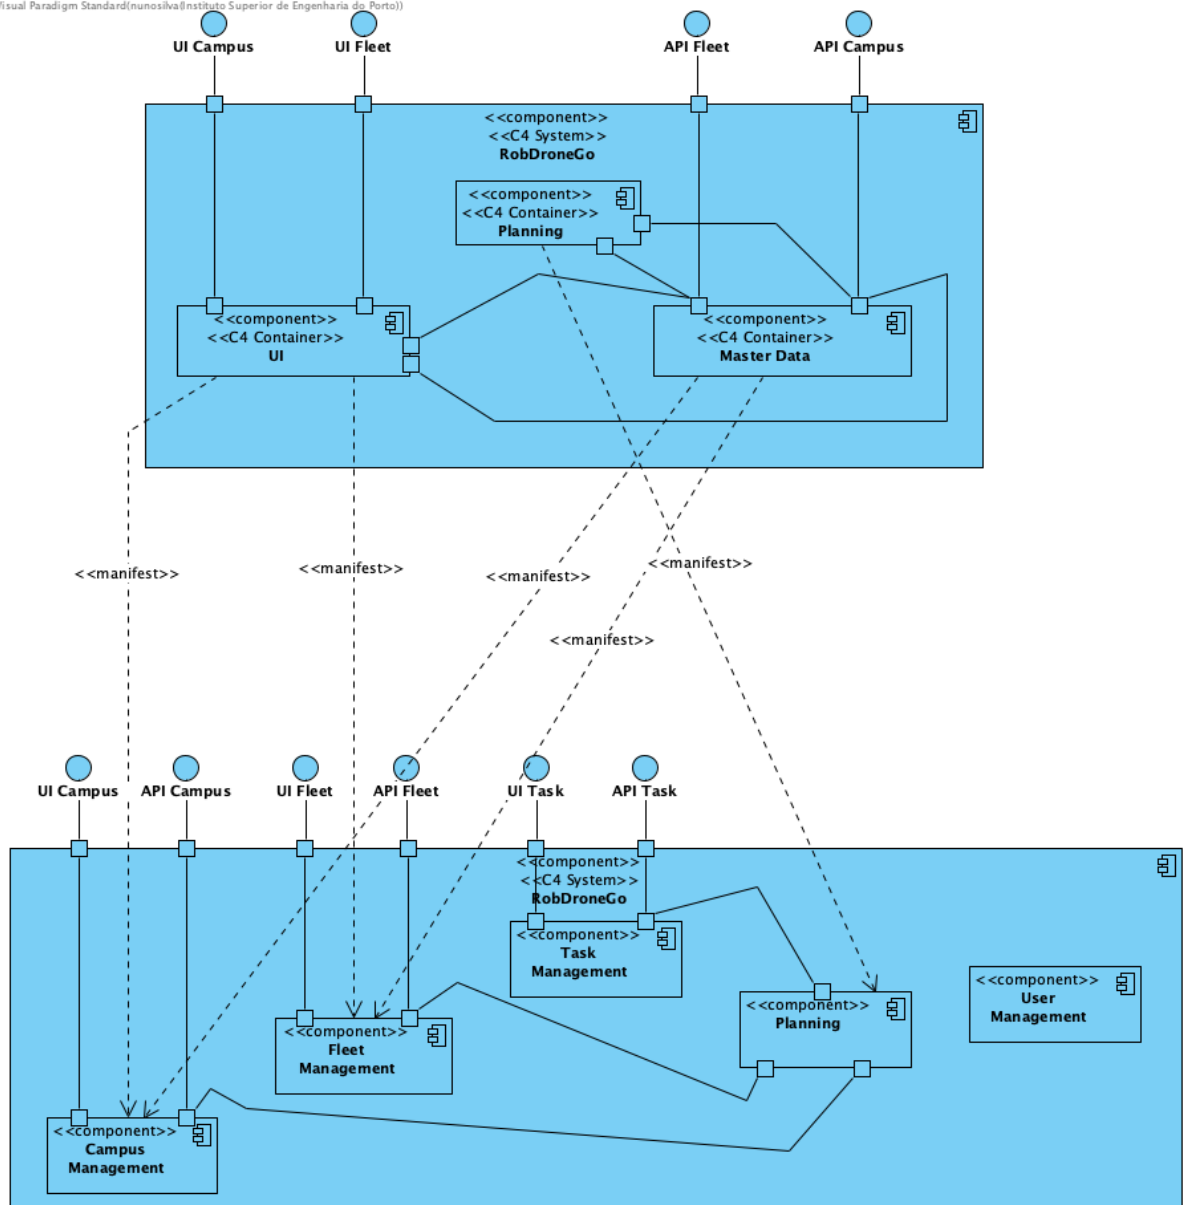 Visual Paradigm Standard(nunosilva(Instituto Superior de Engenharia do Porto))
UI Campus
UI Fleet
API Fleet
API Campus
<<component>>
<<C4 System>>
RobDroneGo
<<component>>
<<C4 Container>>
Planning
<<component>>
<<C4 Container>>
UI
<<component>>
<<C4 Container>>
Master Data
<<manifest>>
<<manifest>>
<<manifest>>
<<manifest>>
<<manifest>>
UI Campus
API Campus
UI Fleet
API Fleet
UI Task
API Task
<<component>>
<<C4 System>>
RobDroneGo
<<component>>
Task
Management
<<component>>
Planning
<<component>>
User
Management
<<component>>
Fleet
Management
<<component>>
Campus
Management